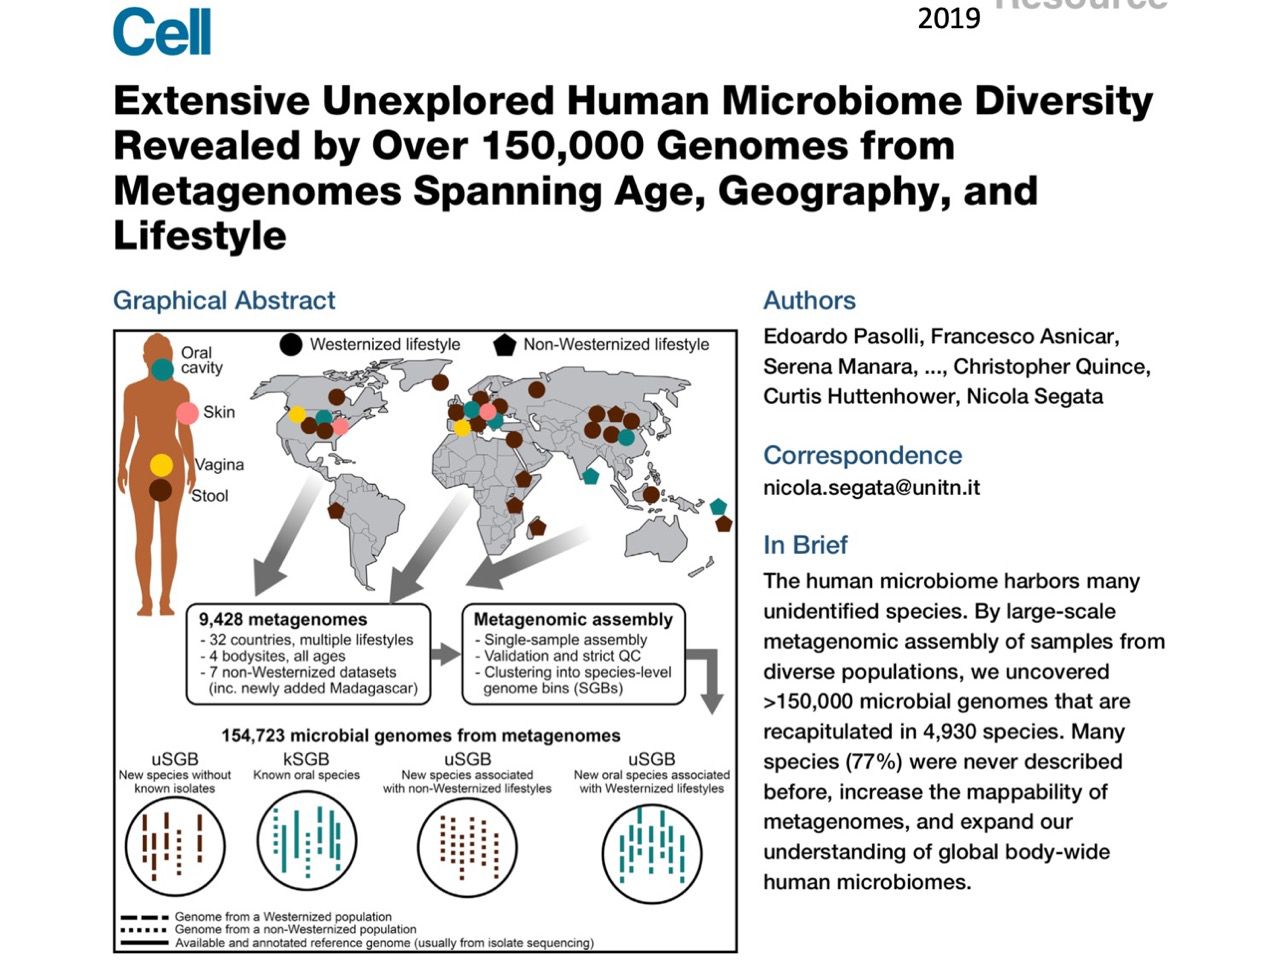 Cell
2019
Resource
Extensive Unexplored Human Microbiome Diversity
Revealed by Over 150,000 Genomes from
Metagenomes Spanning Age, Geography, and
Lifestyle
Graphical Abstract
Oral
cavity
Skin
Vagina
Stool
Westernized lifestyle
Non-Westernized lifestyle
9,428 metagenomes
- 32 countries, multiple lifestyles
- 4 bodysites, all ages
- 7 non-Westernized datasets
(inc. newly added Madagascar)
Metagenomic assembly
- Single-sample assembly
- Validation and strict QC
- Clustering into species-level
genome bins (SGBs)
154,723 microbial genomes from metagenomes
uSGB
New species without
known isolates
kSGB
Known oral species
uSGB
New species associated
with non-Westernized lifestyles
uSGB
New oral species associated
with Westernized lifestyles
Genome from a Westernized population
Genome from a non-Westernized population
Available and annotated reference genome (usually from isolate sequencing)
Authors
Edoardo Pasolli, Francesco Asnicar,
Serena Manara, ..., Christopher Quince,
Curtis Huttenhower, Nicola Segata
Correspondence
nicola.segata@unitn.it
In Brief
The human microbiome harbors many
unidentified species. By large-scale
metagenomic assembly of samples from
diverse populations, we uncovered
>150,000 microbial genomes that are
recapitulated in 4,930 species. Many
species (77%) were never described
before, increase the mappability of
metagenomes, and expand our
understanding of global body-wide
human microbiomes.